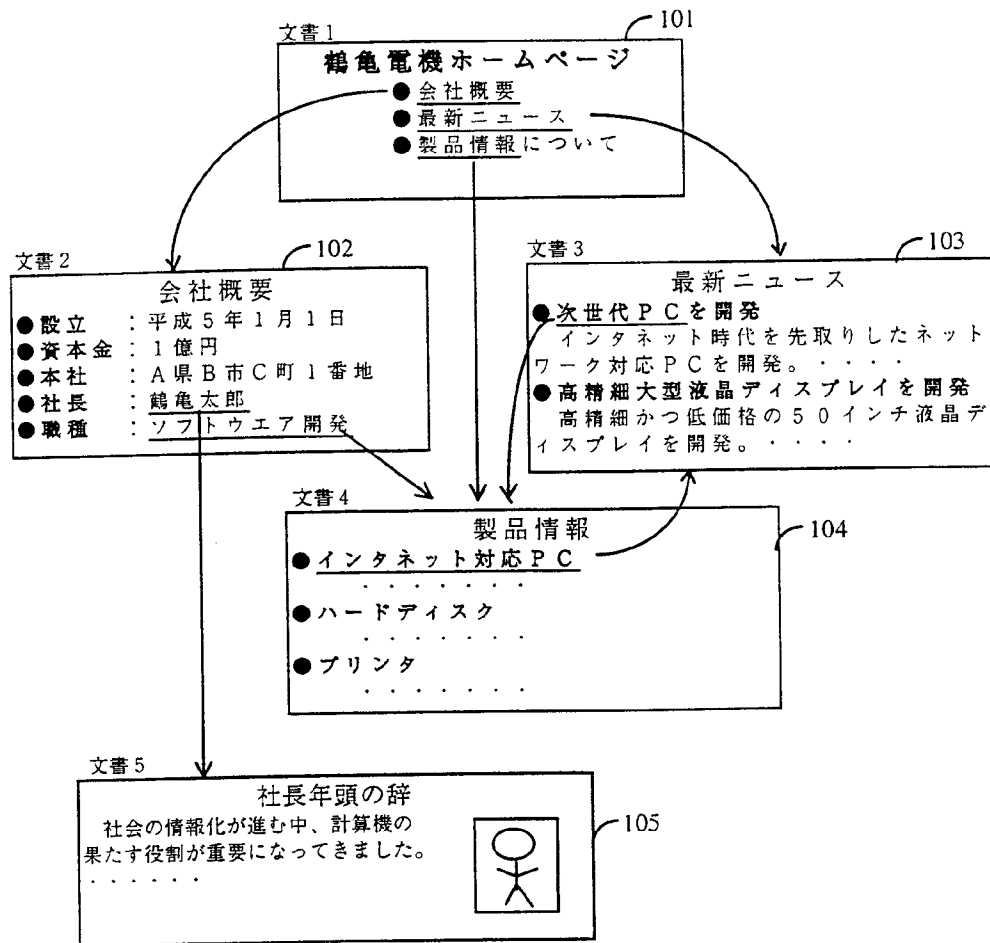 文書1
101
鶴亀電機ホームページ
●会社概要
●最新ニュース
●製品情報について
文書2
102
会社概要
●設立 :平成5年1月1日
●資本金:1億円
●本社 :A県B市C町1番地
●社長 :鶴亀太郎
●職種 :ソフトウエア開発
文書3
103
最新ニュース
●次世代PCを開発
インタネット時代を先取りしたネット
ワーク対応PCを開発。・・・・
●高精細大型液晶ディスプレイを開発
高精細かつ低価格の50インチ液晶デ
ィスプレイを開発。・・・・
文書4
104
製品情報
●インタネット対応PC
・・・・・・・
●ハードディスク
・・・・・・・
●プリンタ
・・・・・・・
文書5
105
社長年頭の辞
社会の情報化が進む中、計算機の
果たす役割が重要になってきました。
・・・・・・